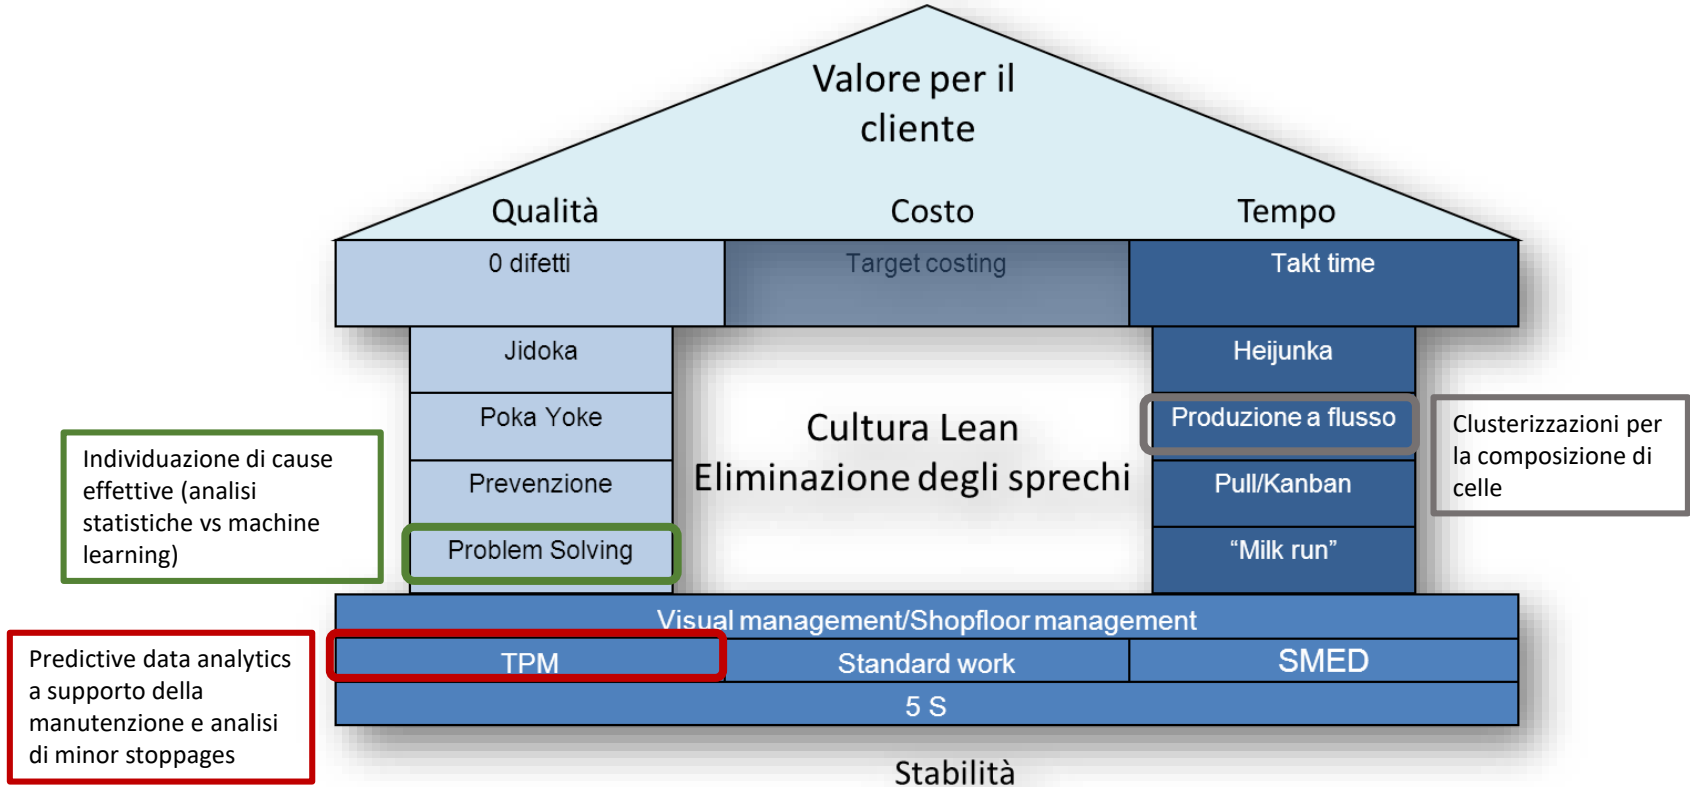 Valore per il
cliente
Qualità
Costo
Tempo
0 difetti
Target costing
Takt time
Jidoka
Heijunka
Poka Yoke
Produzione a flusso
Prevenzione
Pull/Kanban
Problem Solving
“Milk run”
Cultura Lean
Eliminazione degli sprechi
Individuazione di cause
effettive (analisi
statistiche vs machine
learning)
Clusterizzazioni per
la composizione di
celle
Visual management/Shopfloor management
TPM
Standard work
SMED
5 S
Predictive data analytics
a supporto della
manutenzione e analisi
di minor stoppages
Stabilità